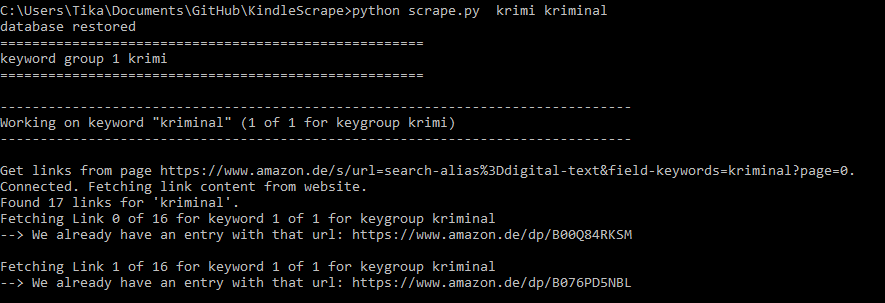 C:\Users\Tika\Documents\GitHub\KindleScrape>python scrape.py  krimi kriminal
database restored
=====================================================
keyword group 1 krimi
=====================================================

-------------------------------------------------------------------------------
Working on keyword "kriminal" (1 of 1 for keygroup krimi)
-------------------------------------------------------------------------------

Get links from page https://www.amazon.de/s/url=search-alias%3Ddigital-text&field-keywords=kriminal?page=0.
Connected. Fetching link content from website.
Found 17 links for 'kriminal'.
Fetching Link 0 of 16 for keyword 1 of 1 for keygroup kriminal
--> We already have an entry with that url: https://www.amazon.de/dp/B00Q84RKSM

Fetching Link 1 of 16 for keyword 1 of 1 for keygroup kriminal
--> We already have an entry with that url: https://www.amazon.de/dp/B076PD5NBL